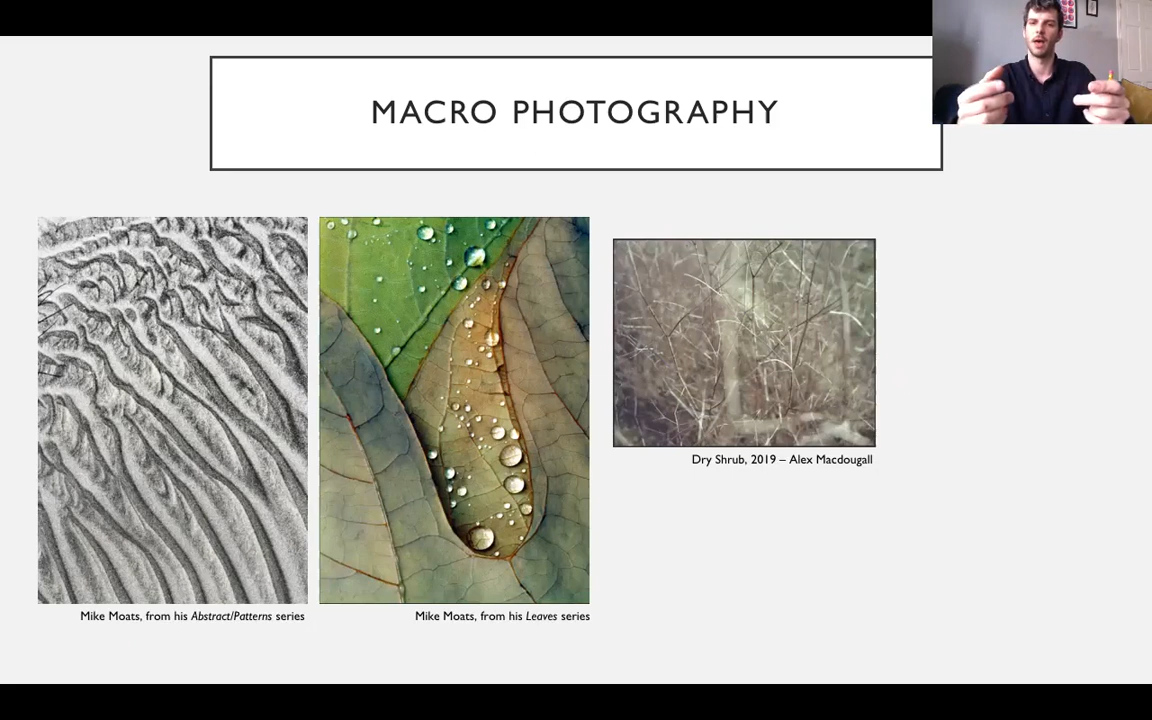 MACRO PHOTOGRAPHY
Dry Shrub, 2019 – Alex Macdougall
Mike Moats, from his Abstract/Patterns series
Mike Moats, from his Leaves series